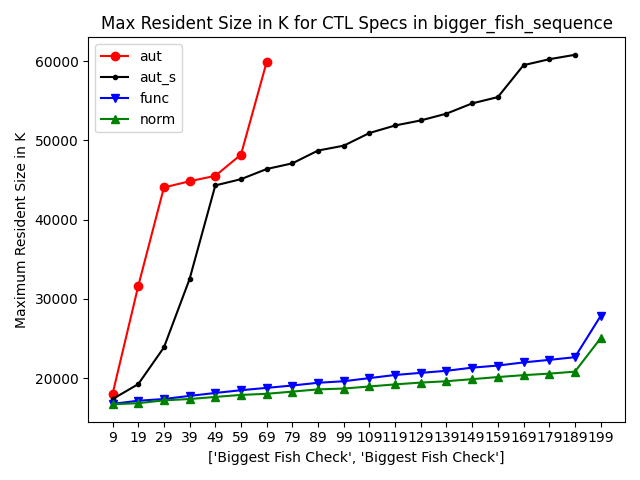 Max Resident Size in K for CTL Specs in bigger_fish_sequence
aut
aut_s
func
norm
Maximum Resident Size in K
60000
50000
40000
30000
20000
9 19 29 39 49 59 69 79 89 99 109 119 129 139 149 159 169 179 189 199
['Biggest Fish Check', 'Biggest Fish Check']